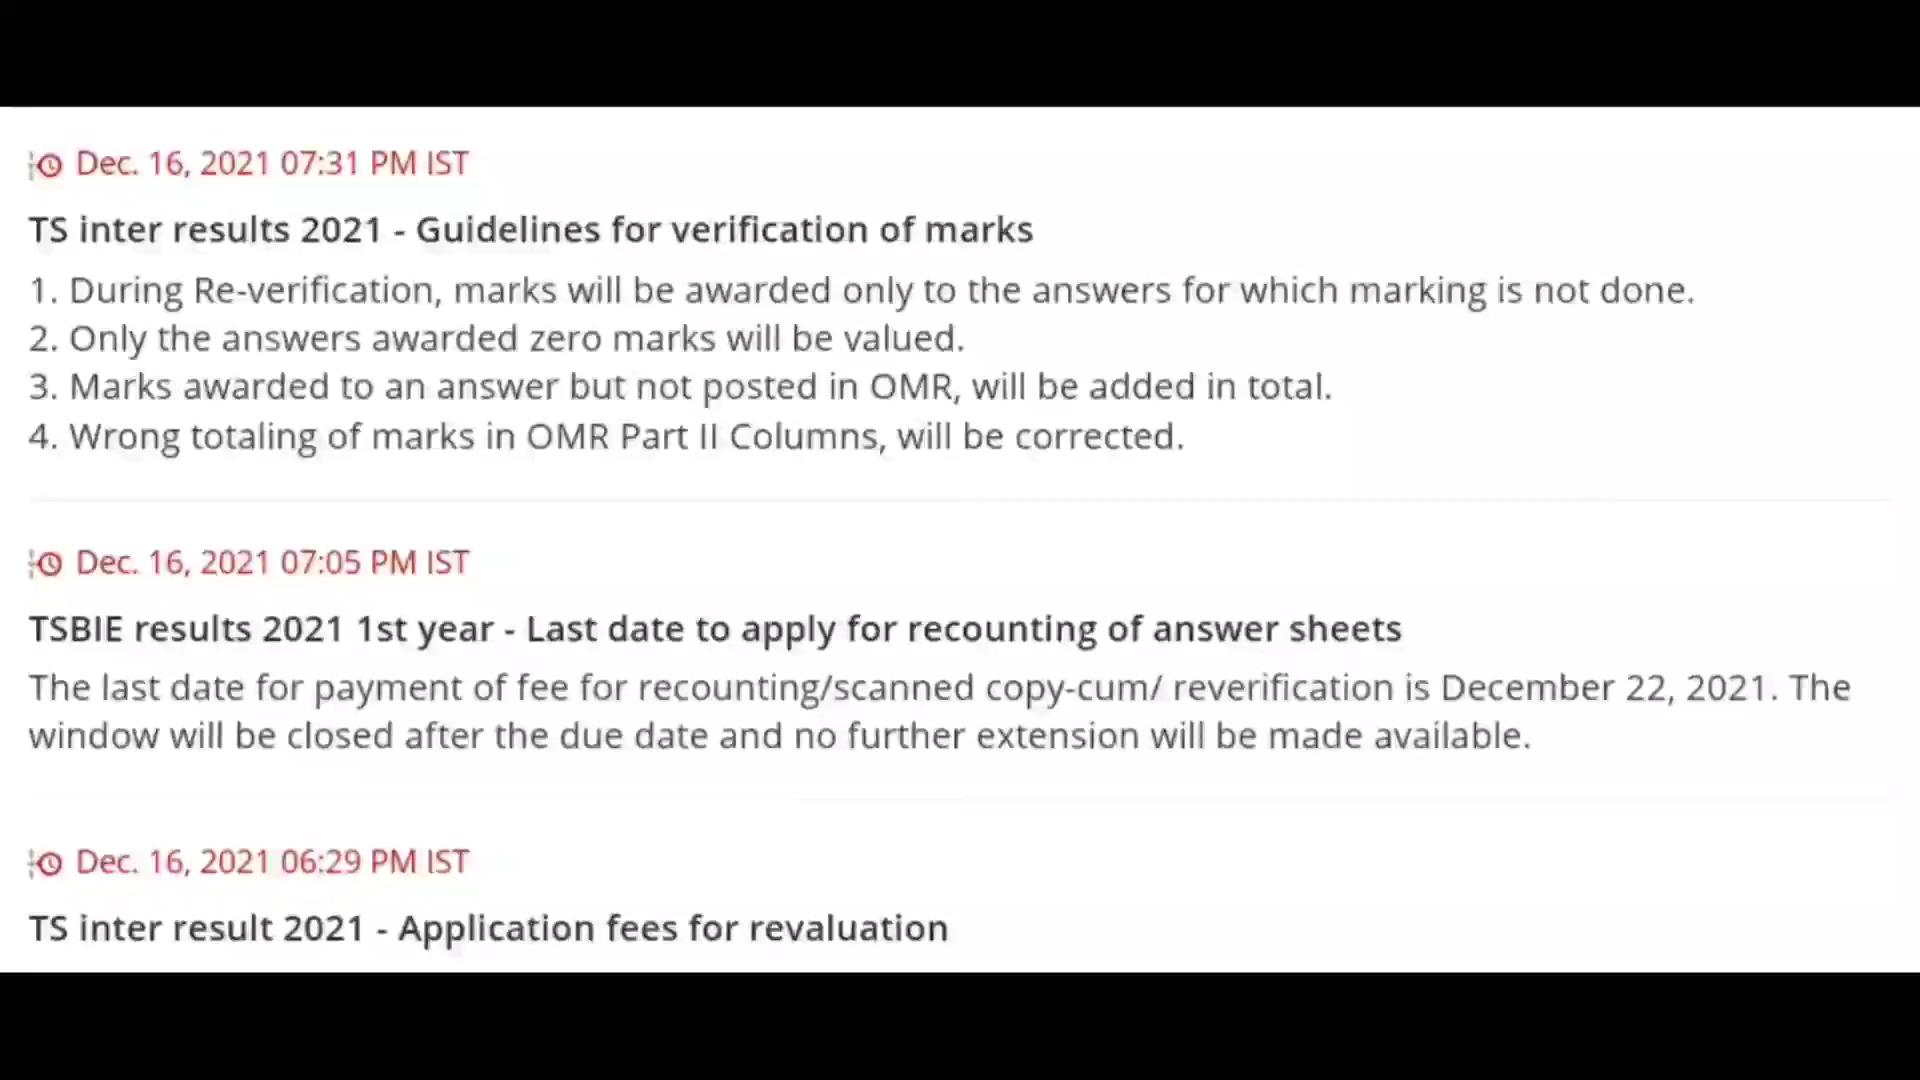 Dec. 16, 2021 07:31 PM IST
TS inter results 2021 - Guidelines for verification of marks
1. During Re-verification, marks will be awarded only to the answers for which marking is not done.
2. Only the answers awarded zero marks will be valued.
3. Marks awarded to an answer but not posted in OMR, will be added in total.
4. Wrong totaling of marks in OMR Part II Columns, will be corrected.
Dec. 16, 2021 07:05 PM IST
TSBIE results 2021 1st year - Last date to apply for recounting of answer sheets
The last date for payment of fee for recounting/scanned copy-cum/ reverification is December 22, 2021. The
window will be closed after the due date and no further extension will be made available.
Dec. 16, 2021 06:29 PM IST
TS inter result 2021 - Application fees for revaluation